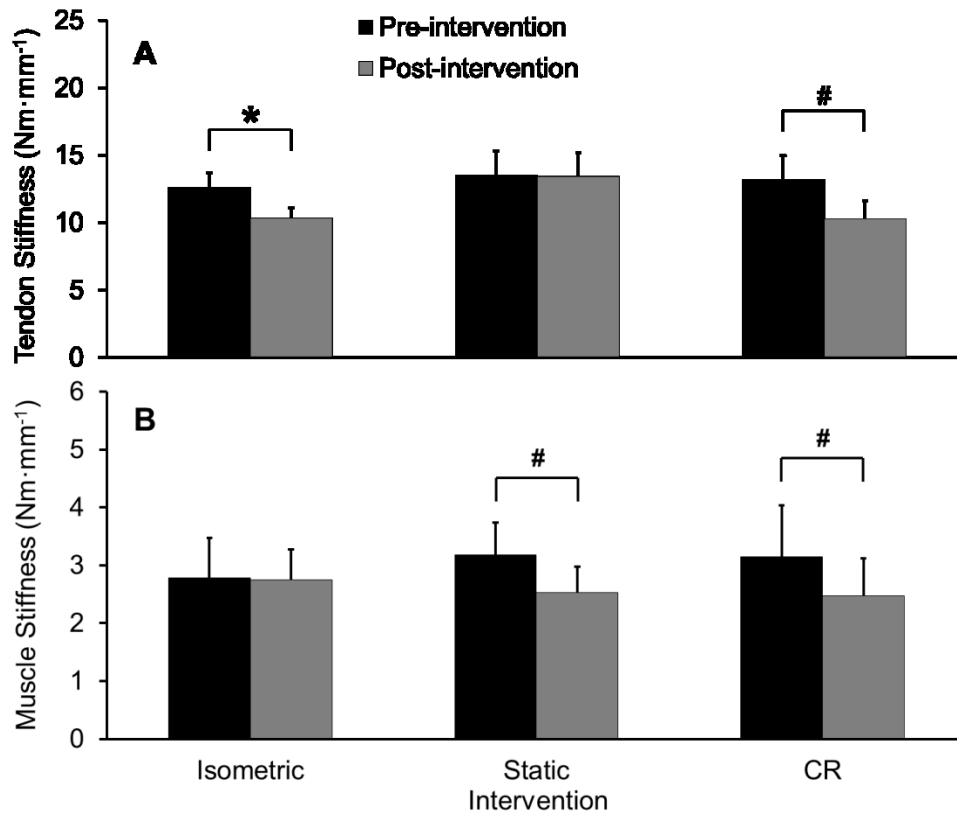 A
Pre-intervention
Post-intervention
Tendon Stiffness (Nm·mm⁻¹)
25
20
15
10
5
0
*
#
B
Muscle Stiffness (Nm·mm⁻¹)
6
5
4
3
2
1
0
#
#
Isometric
Static
CR
Intervention